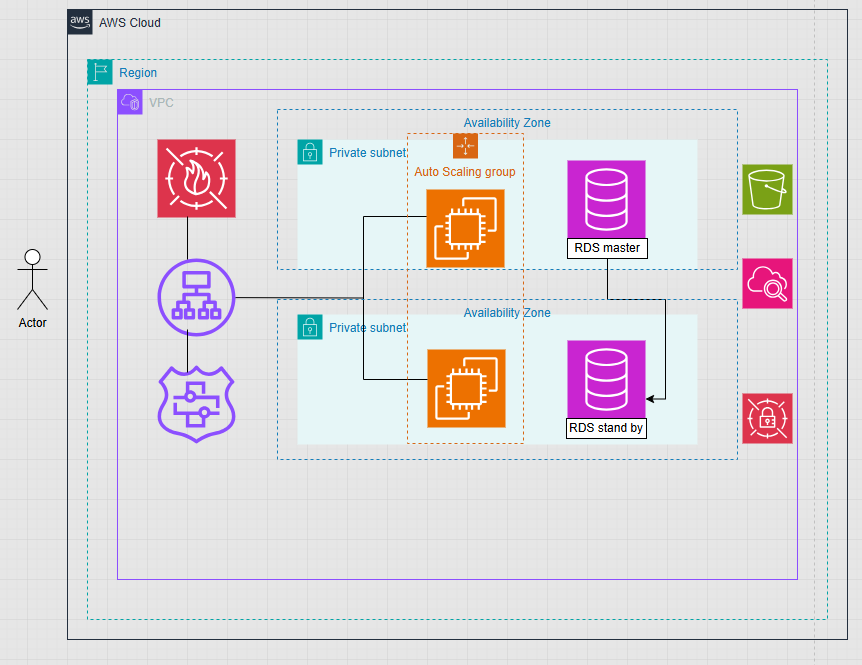 aws
AWS Cloud
Region
VPC
Availability Zone
Private subnet
Auto Scaling group
RDS master
Actor
Availability Zone
Private subnet
RDS stand by